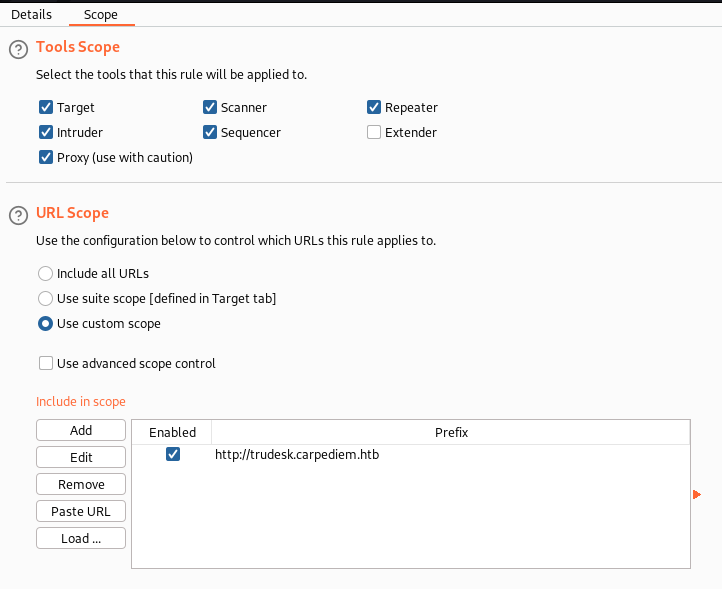 Details Scope
? Tools Scope
Select the tools that this rule will be applied to.
Target Scanner Repeater
Intruder Sequencer Extender
Proxy (use with caution)
? URL Scope
Use the configuration below to control which URLs this rule applies to.
Include all URLs
Use suite scope [defined in Target tab]
Use custom scope
Use advanced scope control
Include in scope
Add Enabled Prefix
Edit http://trudesk.carpediem.htb
Remove
Paste URL
Load ...